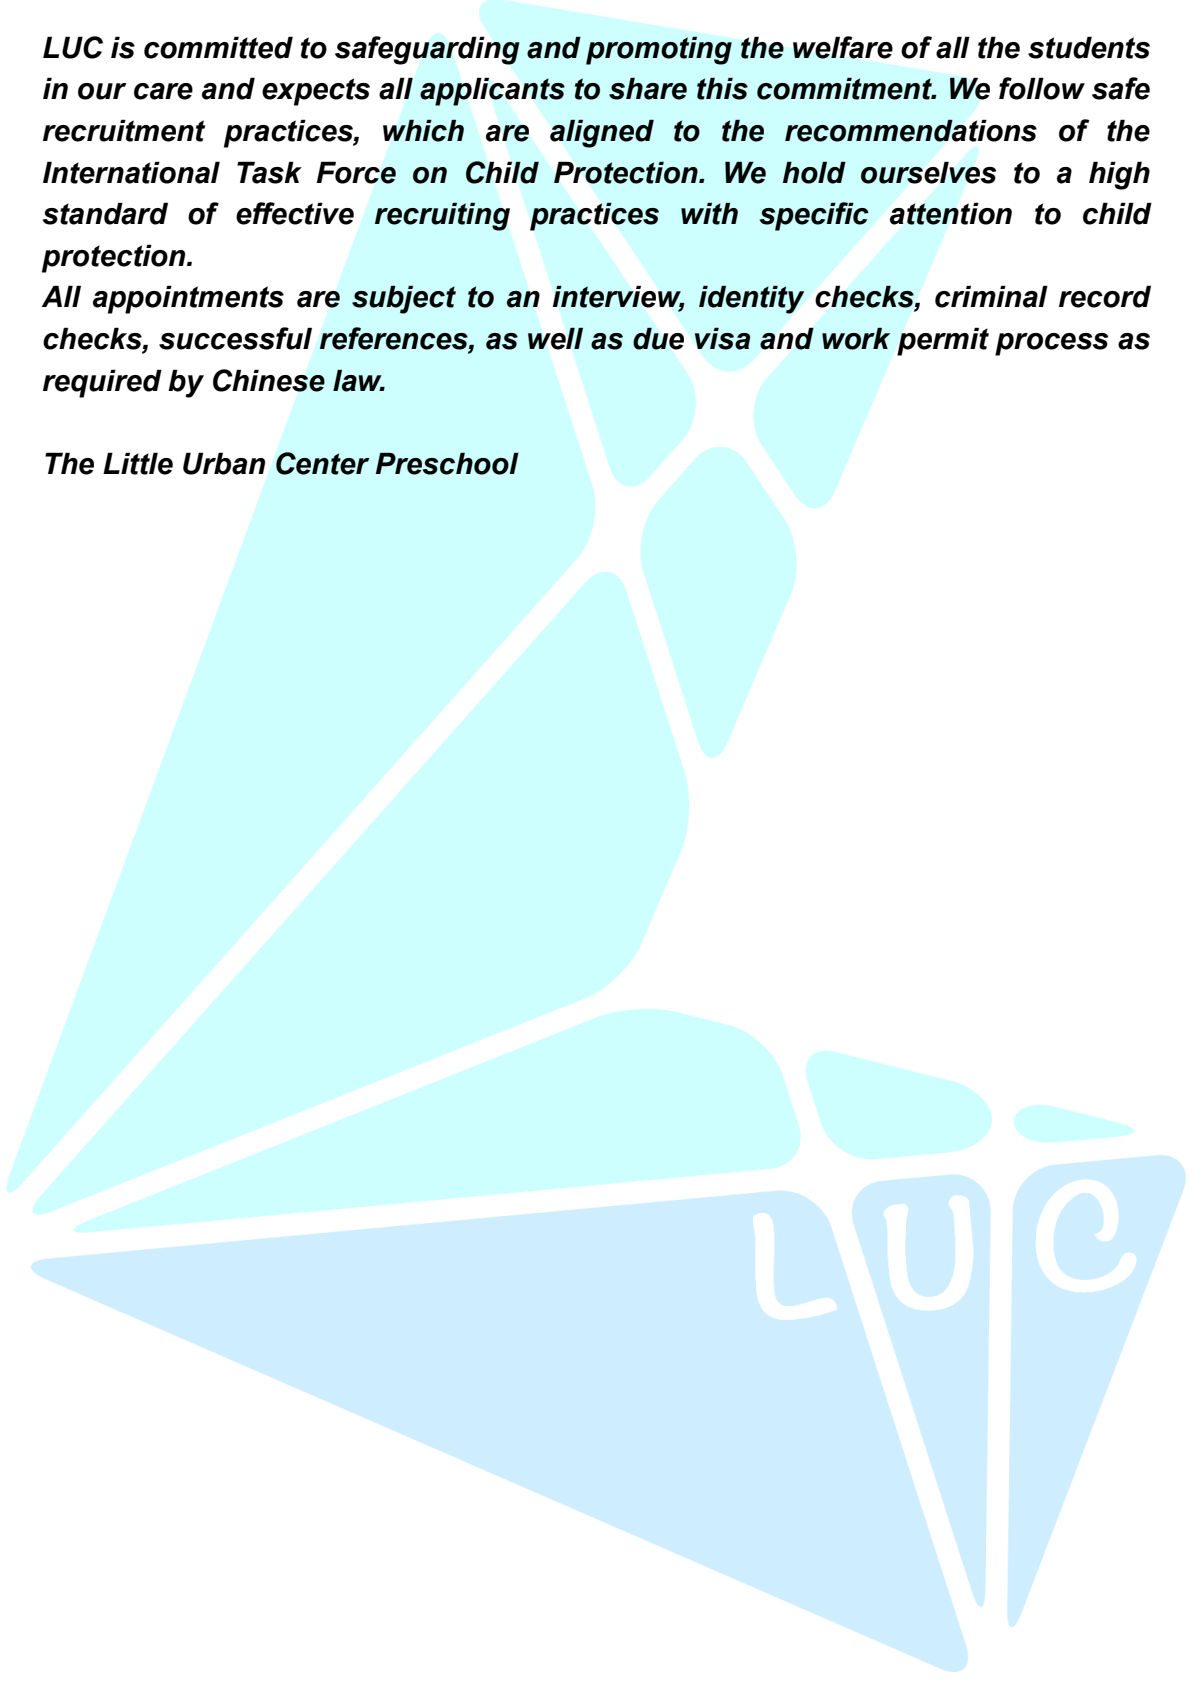 LUC is committed to safeguarding and promoting the welfare of all the students
in our care and expects all applicants to share this commitment. We follow safe
recruitment practices, which are aligned to the recommendations of the
International Task Force on Child Protection. We hold ourselves to a high
standard of effective recruiting practices with specific attention to child
protection.
All appointments are subject to an interview, identity checks, criminal record
checks, successful references, as well as due visa and work permit process as
required by Chinese law.
The Little Urban Center Preschool
LUC